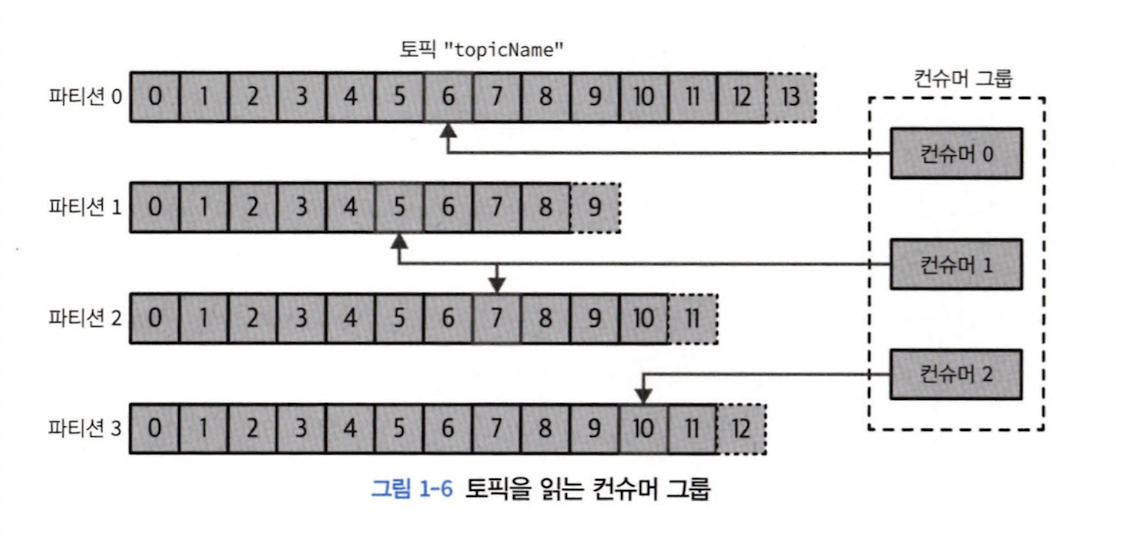 토픽 "topicName"
컨슈머 그룹
파티션 0 0 1 2 3 4 5 6 7 8 9 10 11 12 13
컨슈머 0
파티션 1 0 1 2 3 4 5 6 7 8 9
컨슈머 1
파티션 2 0 1 2 3 4 5 6 7 8 9 10 11
컨슈머 2
파티션 3 0 1 2 3 4 5 6 7 8 9 10 11 12
그림 1-6 토픽을 읽는 컨슈머 그룹